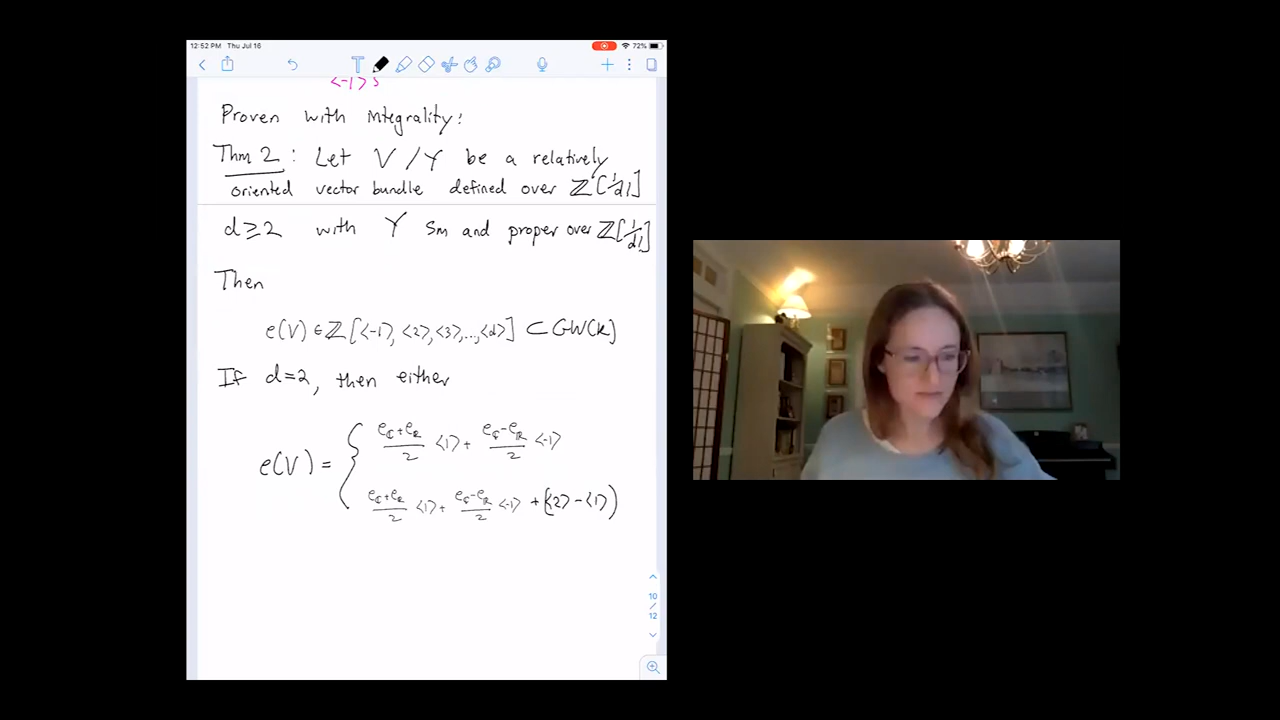 12:52 PM Thu Jul 16
72%
<-1> s
Proven with integrality:
Thm 2: Let V/Y be a relatively
oriented vector bundle defined over ℤ[1/d!]
d≥2 with Y sm and proper over ℤ[1/d!]
Then
e(V) ∈ ℤ[<-1>, <2>, <3>,..., <d>] ⊂ GW(k)
If d=2, then either
e(V) = { (e_ℂ+e_ℝ)/2 <1> + (e_ℂ-e_ℝ)/2 <-1>
(e_ℂ+e_ℝ)/2 <1> + (e_ℂ-e_ℝ)/2 <-1> + (<2> - <1>)
10
/
12